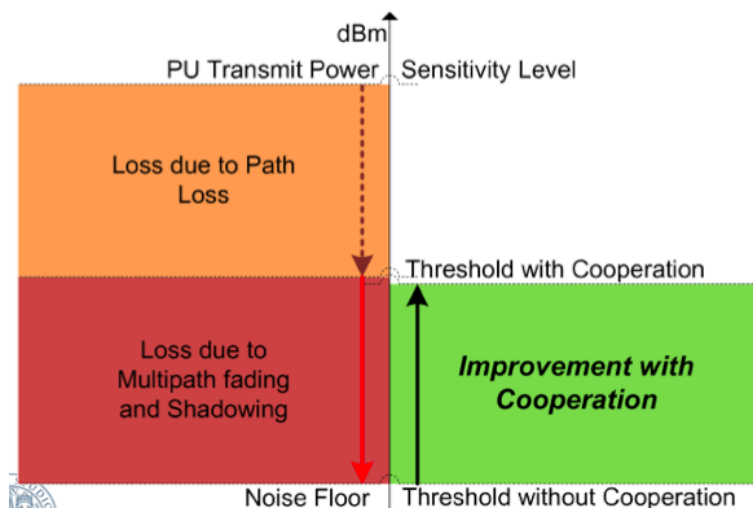 dBm
PU Transmit Power
Sensitivity Level
Loss due to Path
Loss
Threshold with Cooperation
Loss due to
Multipath fading
and Shadowing
Improvement with
Cooperation
Noise Floor
Threshold without Cooperation